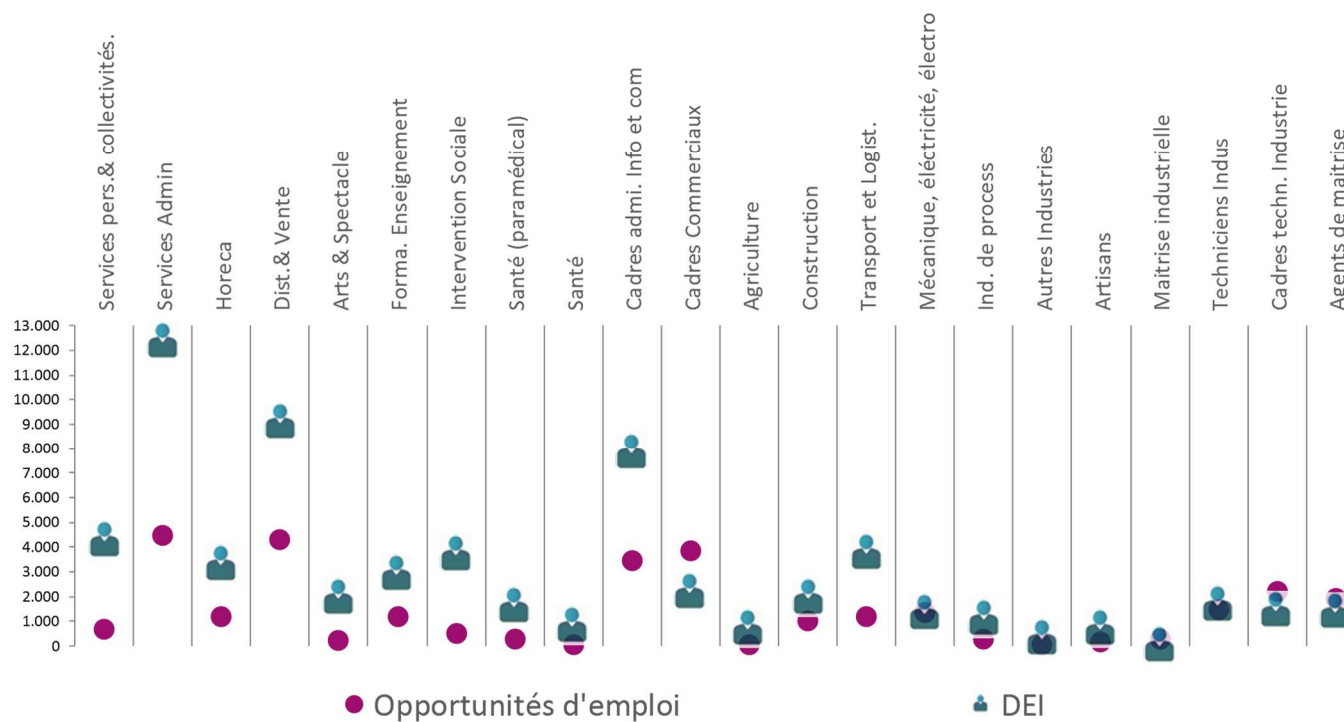 Services pers.& collectivités.
Services Admin
Horeca
Dist.& Vente
Arts & Spectacle
Forma. Enseignement
Intervention Sociale
Santé (paramédical)
Santé
Cadres admi. Info et com
Cadres Commerciaux
Agriculture
Construction
Transport et Logist.
Mécanique, éléctricité, électro
Ind. de process
Autres Industries
Artisans
Maitrise industrielle
Techniciens Indus
Cadres techn. Industrie
Agents de maitrise
13.000
12.000
11.000
10.000
9.000
8.000
7.000
6.000
5.000
4.000
3.000
2.000
1.000
0
Opportunités d'emploi
DEI